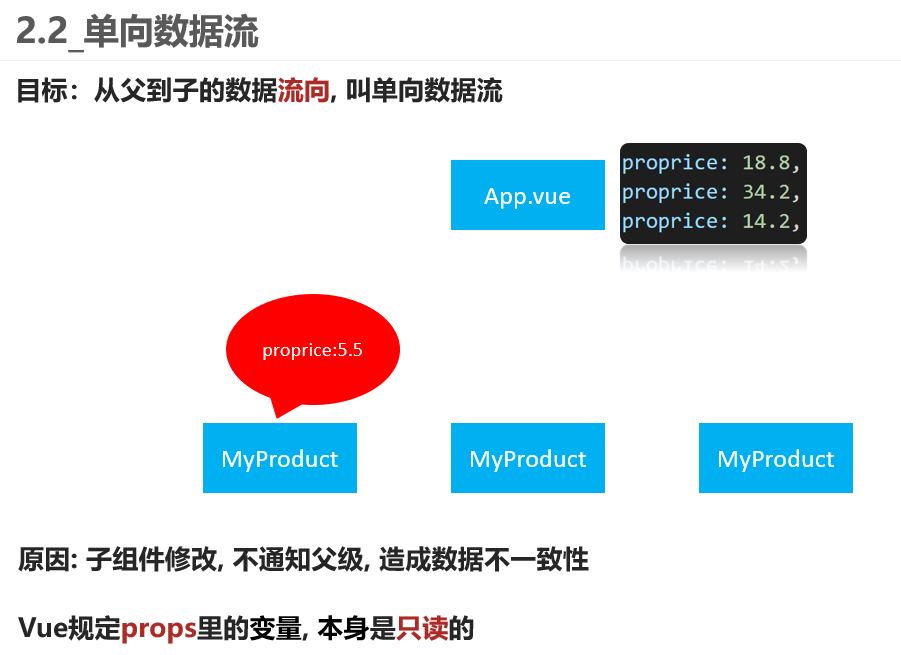 2.2_单向数据流
目标：从父到子的数据流向, 叫单向数据流
App.vue
proprice: 18.8,
proprice: 34.2,
proprice: 14.2,
proprice:5.5
MyProduct
MyProduct
MyProduct
原因: 子组件修改, 不通知父级, 造成数据不一致性
Vue规定props里的变量, 本身是只读的